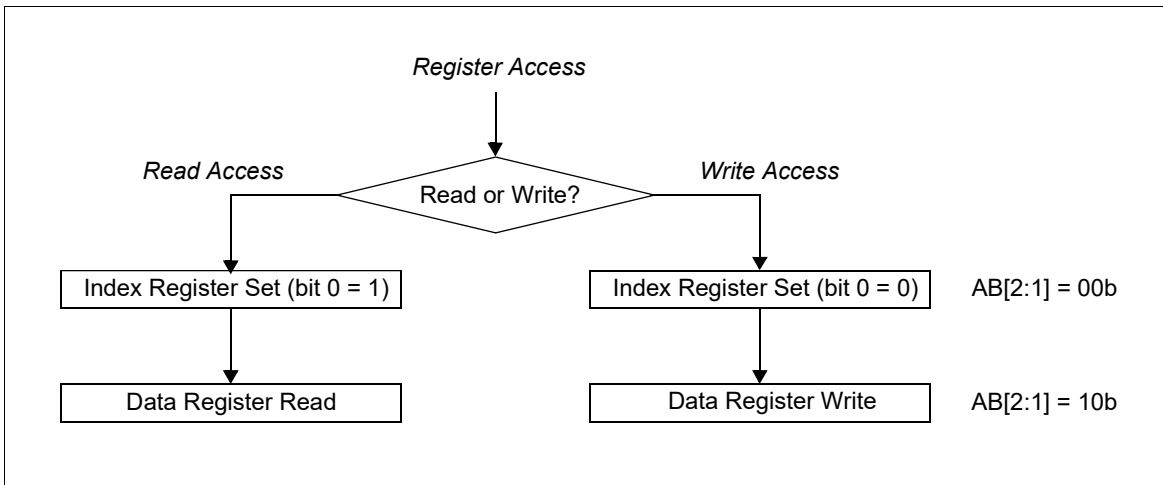 Register Access
Read Access
Write Access
Read or Write?
Index Register Set (bit 0 = 1)
Index Register Set (bit 0 = 0)
AB[2:1] = 00b
Data Register Read
Data Register Write
AB[2:1] = 10b